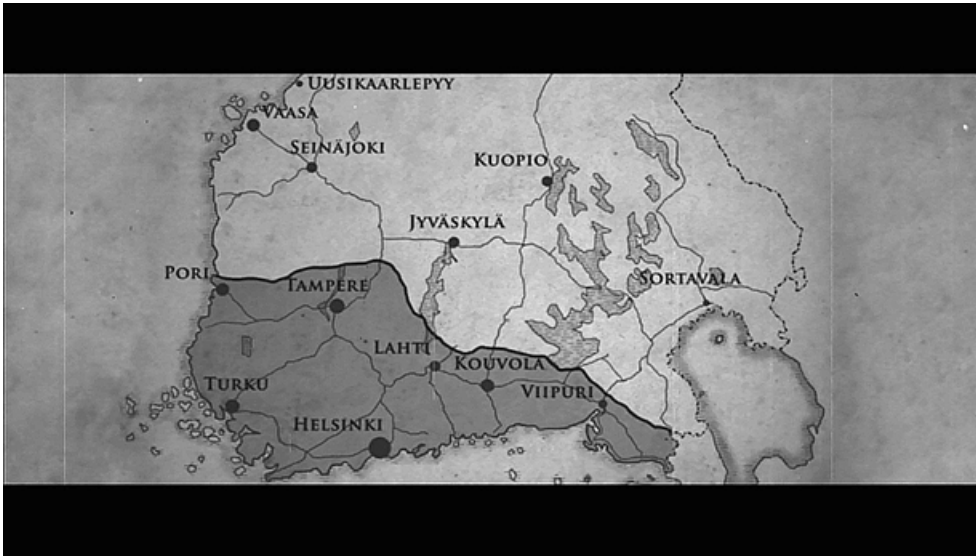 UUSIKAARLEPYY
VAASA
SEINÄJOKI
KUOPIO
JYVÄSKYLÄ
PORI
TAMPERE
SORTAVALA
LAHTI
KOUVOLA
TURKU
VIIPURI
HELSINKI